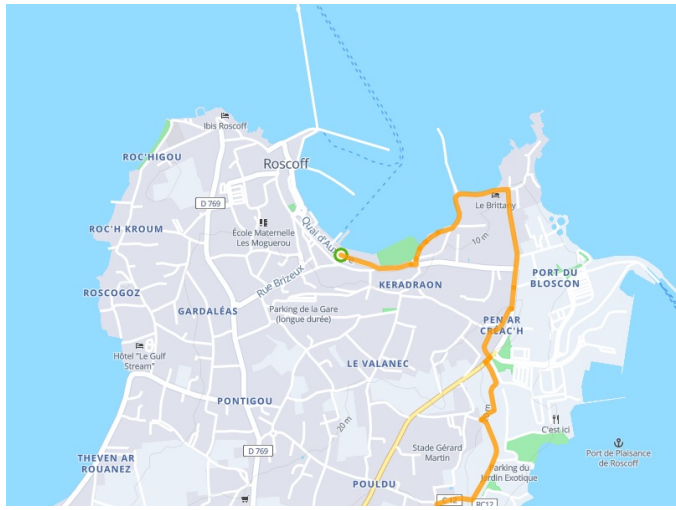 Ibis Roscoff
ROC'HIGOU
Roscoff
D 769
Le Brittany
ROC'H KROUM
École Maternelle
Les Moguerou
Quai d'Aus
10 m
PORT DU
BLOSCON
Rue Brizeux
KERADRAON
ROSCOGOZ
GARDALÉAS
Parking de la Gare
(longue durée)
PEN AR
CREAC'H
Hôtel "Le Gulf
Stream"
LE VALANEC
PONTIGOU
20 m
C'est ici
Stade Gérard
Martin
Port de Plaisance
de Roscoff
D 769
THEVEN AR
ROUANEZ
Parking du
Jardin Exotique
POULDU
C 12
RC12